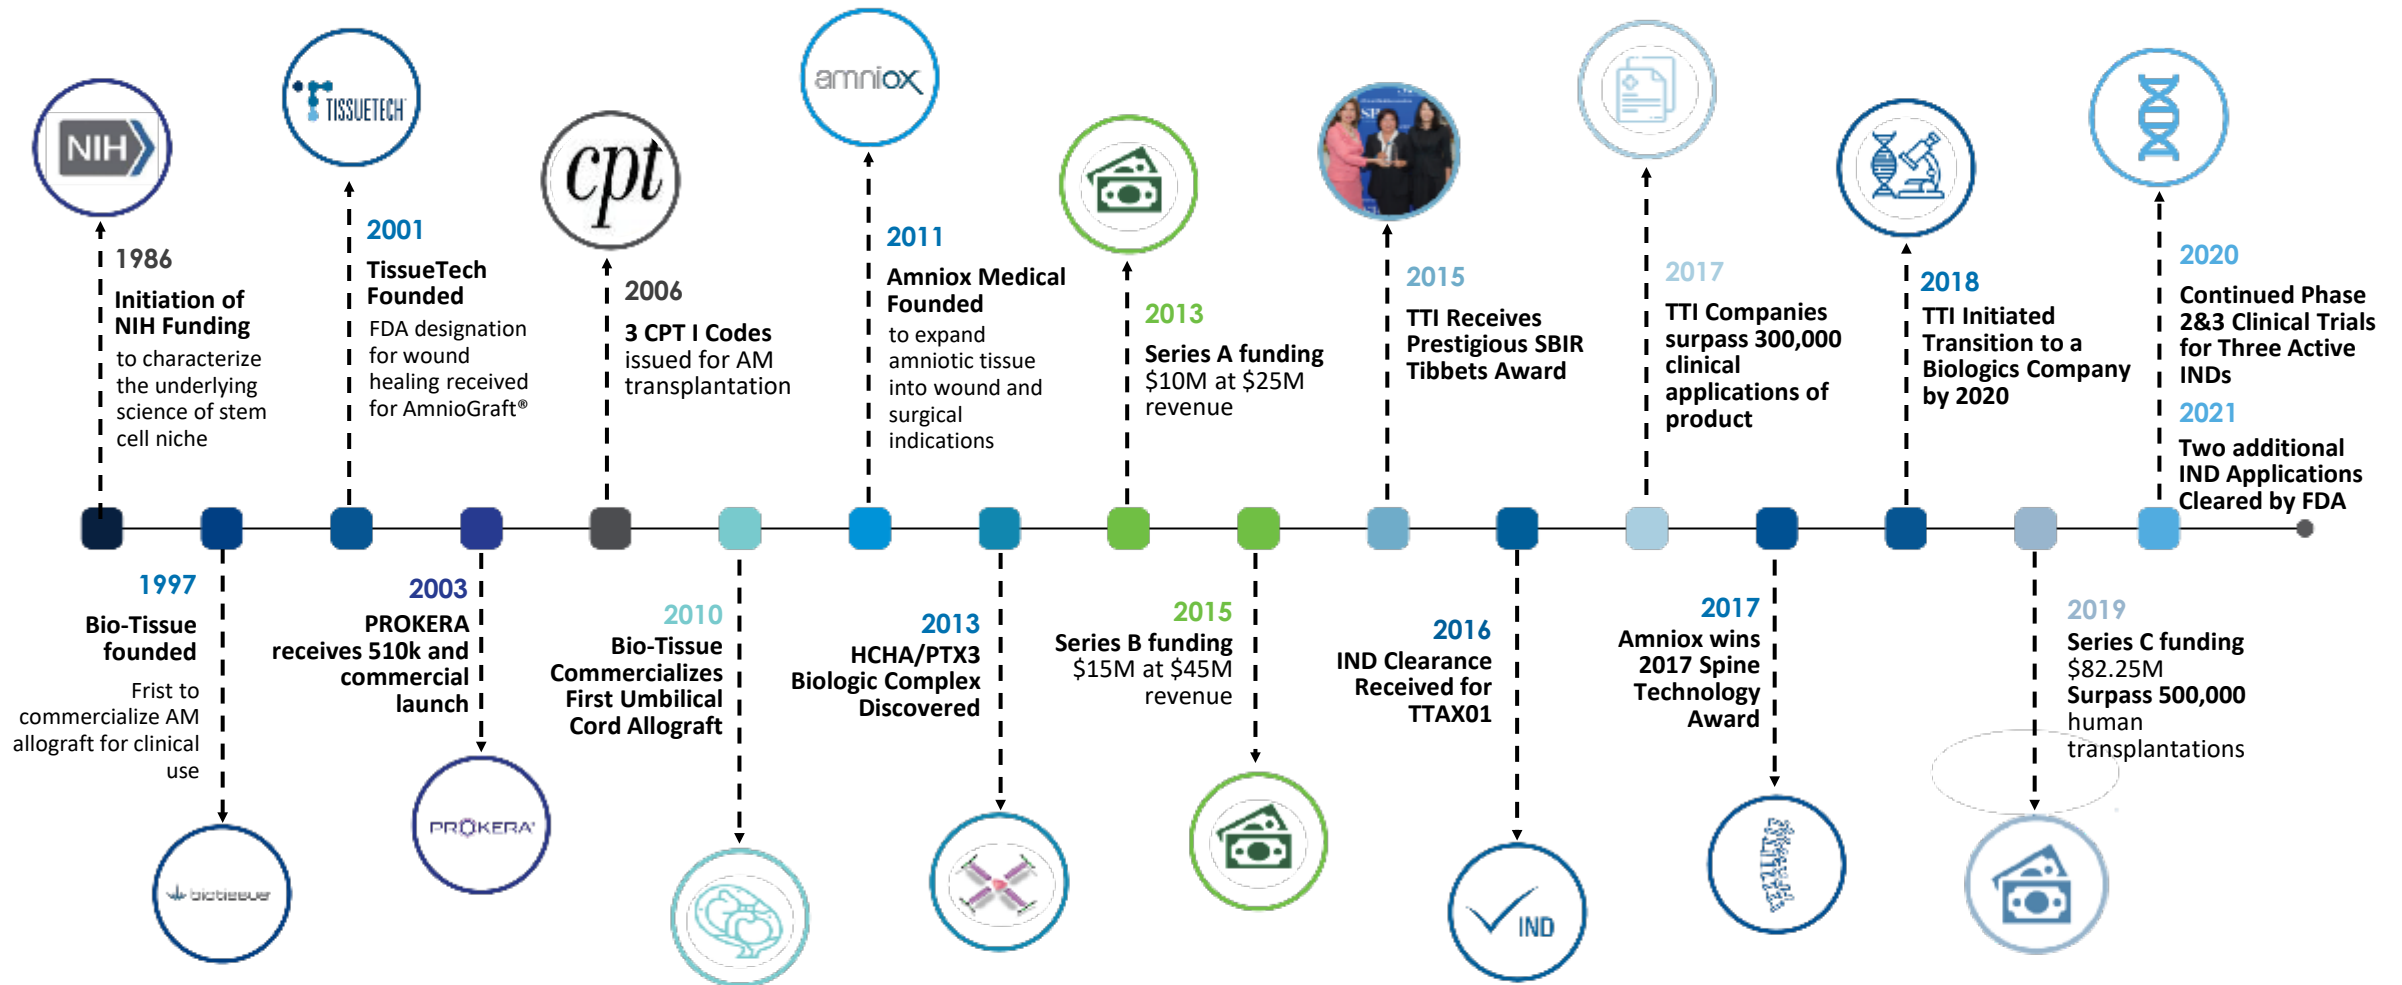 NIH
1986
Initiation of
NIH Funding
to characterize
the underlying
science of stem
cell niche
1997
Bio-Tissue
founded
Frist to
commercialize AM
allograft for clinical
use
biotissue
TISSUETECH
2001
TissueTech
Founded
FDA designation
for wound
healing received
for AmnioGraft®
2003
PROKERA
receives 510k and
commercial
launch
PROKERA
cpt
2006
3 CPT I Codes
issued for AM
transplantation
2010
Bio-Tissue
Commercializes
First Umbilical
Cord Allograft
amniox
2011
Amniox Medical
Founded
to expand
amniotic tissue
into wound and
surgical
indications
2013
HCHA/PTX3
Biologic Complex
Discovered
2013
Series A funding
$10M at $25M
revenue
2015
Series B funding
$15M at $45M
revenue
2015
TTI Receives
Prestigious SBIR
Tibbets Award
2016
IND Clearance
Received for
TTAX01
IND
2017
TTI Companies
surpass 300,000
clinical
applications of
product
2017
Amniox wins
2017 Spine
Technology
Award
2018
TTI Initiated
Transition to a
Biologics Company
by 2020
2019
Series C funding
$82.25M
Surpass 500,000
human
transplantations
2020
Continued Phase
2&3 Clinical Trials
for Three Active
INDs
2021
Two additional
IND Applications
Cleared by FDA